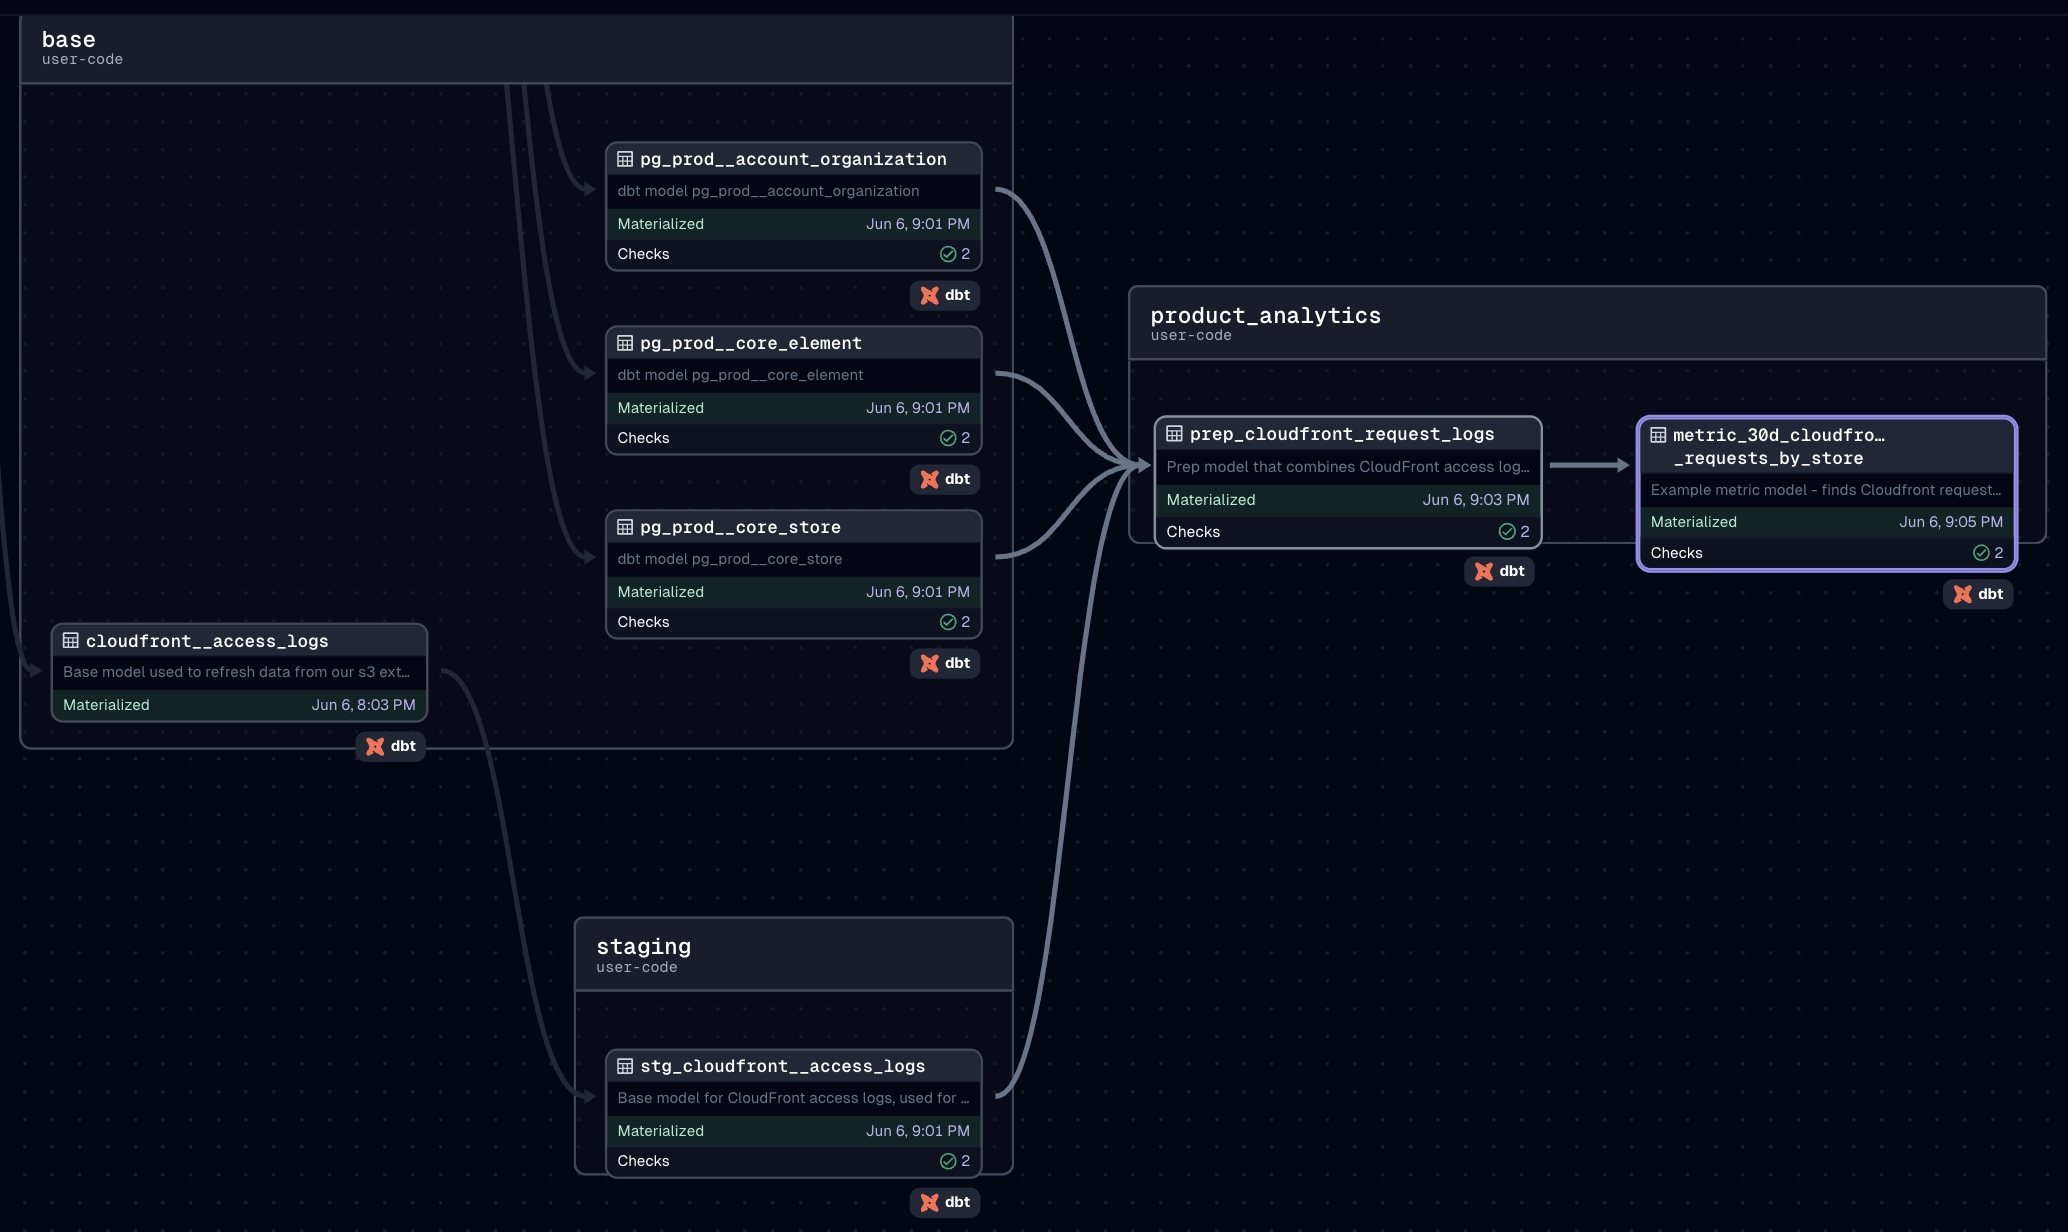 base
user-code
pg_prod__account_organization
dbt model pg_prod__account_organization
Materialized Jun 6, 9:01 PM
Checks 2
dbt
pg_prod__core_element
dbt model pg_prod__core_element
Materialized Jun 6, 9:01 PM
Checks 2
dbt
pg_prod__core_store
dbt model pg_prod__core_store
Materialized Jun 6, 9:01 PM
Checks 2
dbt
cloudfront__access_logs
Base model used to refresh data from our s3 ext…
Materialized Jun 6, 8:03 PM
dbt
product_analytics
user-code
prep_cloudfront_request_logs
Prep model that combines CloudFront access log…
Materialized Jun 6, 9:03 PM
Checks 2
dbt
metric_30d_cloudfro…
_requests_by_store
Example metric model - finds Cloudfront request…
Materialized Jun 6, 9:05 PM
Checks 2
dbt
staging
user-code
stg_cloudfront__access_logs
Base model for CloudFront access logs, used for …
Materialized Jun 6, 9:01 PM
Checks 2
dbt